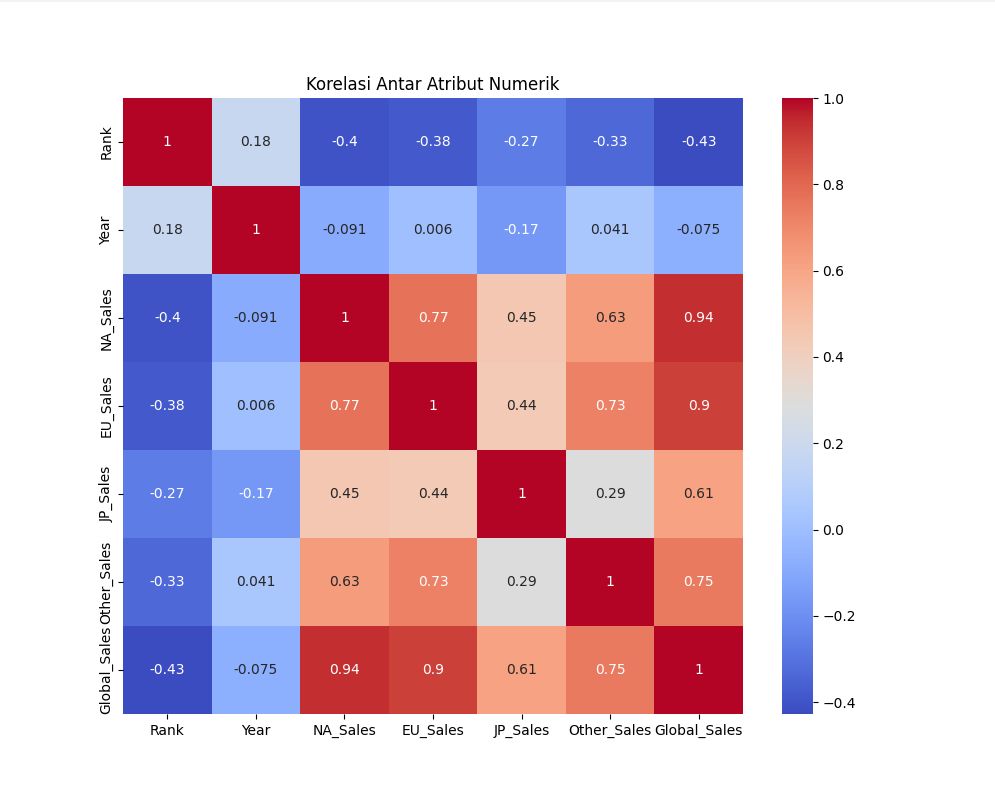 Korelasi Antar Atribut Numerik
Rank 1 0.18 -0.4 -0.38 -0.27 -0.33 -0.43
Year 0.18 1 -0.091 0.006 -0.17 0.041 -0.075
NA_Sales -0.4 -0.091 1 0.77 0.45 0.63 0.94
EU_Sales -0.38 0.006 0.77 1 0.44 0.73 0.9
JP_Sales -0.27 -0.17 0.45 0.44 1 0.29 0.61
Other_Sales -0.33 0.041 0.63 0.73 0.29 1 0.75
Global_Sales -0.43 -0.075 0.94 0.9 0.61 0.75 1
Rank Year NA_Sales EU_Sales JP_Sales Other_Sales Global_Sales
1.0
0.8
0.6
0.4
0.2
0.0
−0.2
−0.4